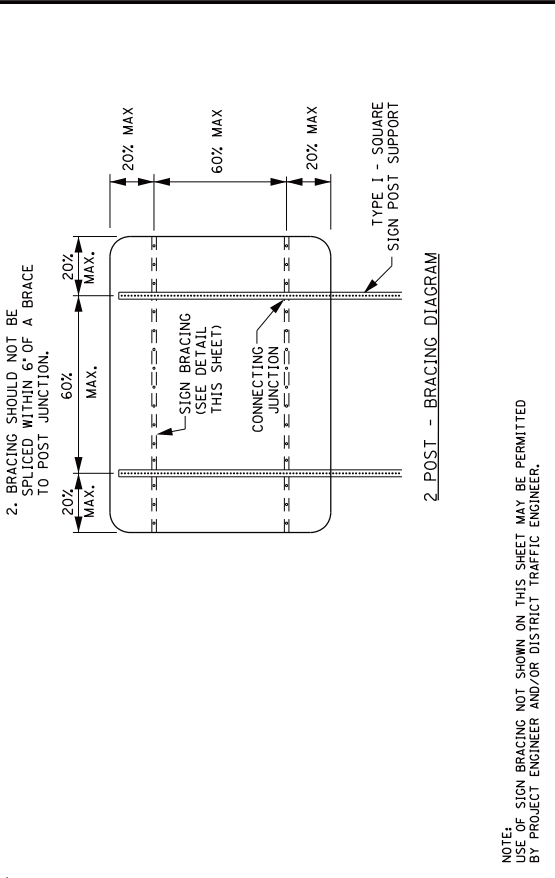 2. BRACING SHOULD NOT BE
SPLICED WITHIN 6" OF A BRACE
TO POST JUNCTION.
20%
MAX.
60%
MAX.
20%
MAX.
20% MAX
60% MAX
20% MAX
SIGN BRACING
(SEE DETAIL
THIS SHEET)
CONNECTING
JUNCTION
TYPE I - SQUARE
SIGN POST SUPPORT
2 POST - BRACING DIAGRAM
NOTE:
USE OF SIGN BRACING NOT SHOWN ON THIS SHEET MAY BE PERMITTED
BY PROJECT ENGINEER AND/OR DISTRICT TRAFFIC ENGINEER.